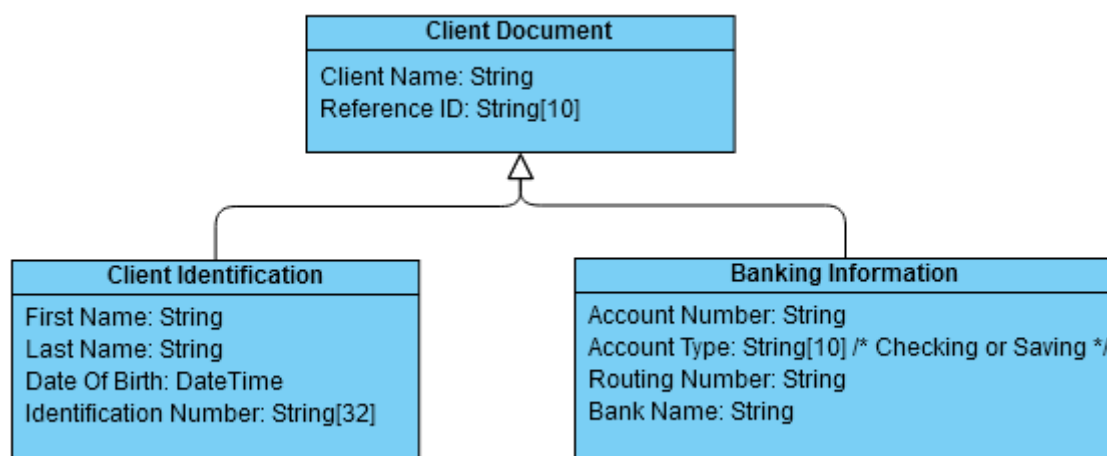 Client Document
Client Name: String
Reference ID: String[10]
Client Identification
First Name: String
Last Name: String
Date Of Birth: DateTime
Identification Number: String[32]
Banking Information
Account Number: String
Account Type: String[10] /* Checking or Saving */
Routing Number: String
Bank Name: String